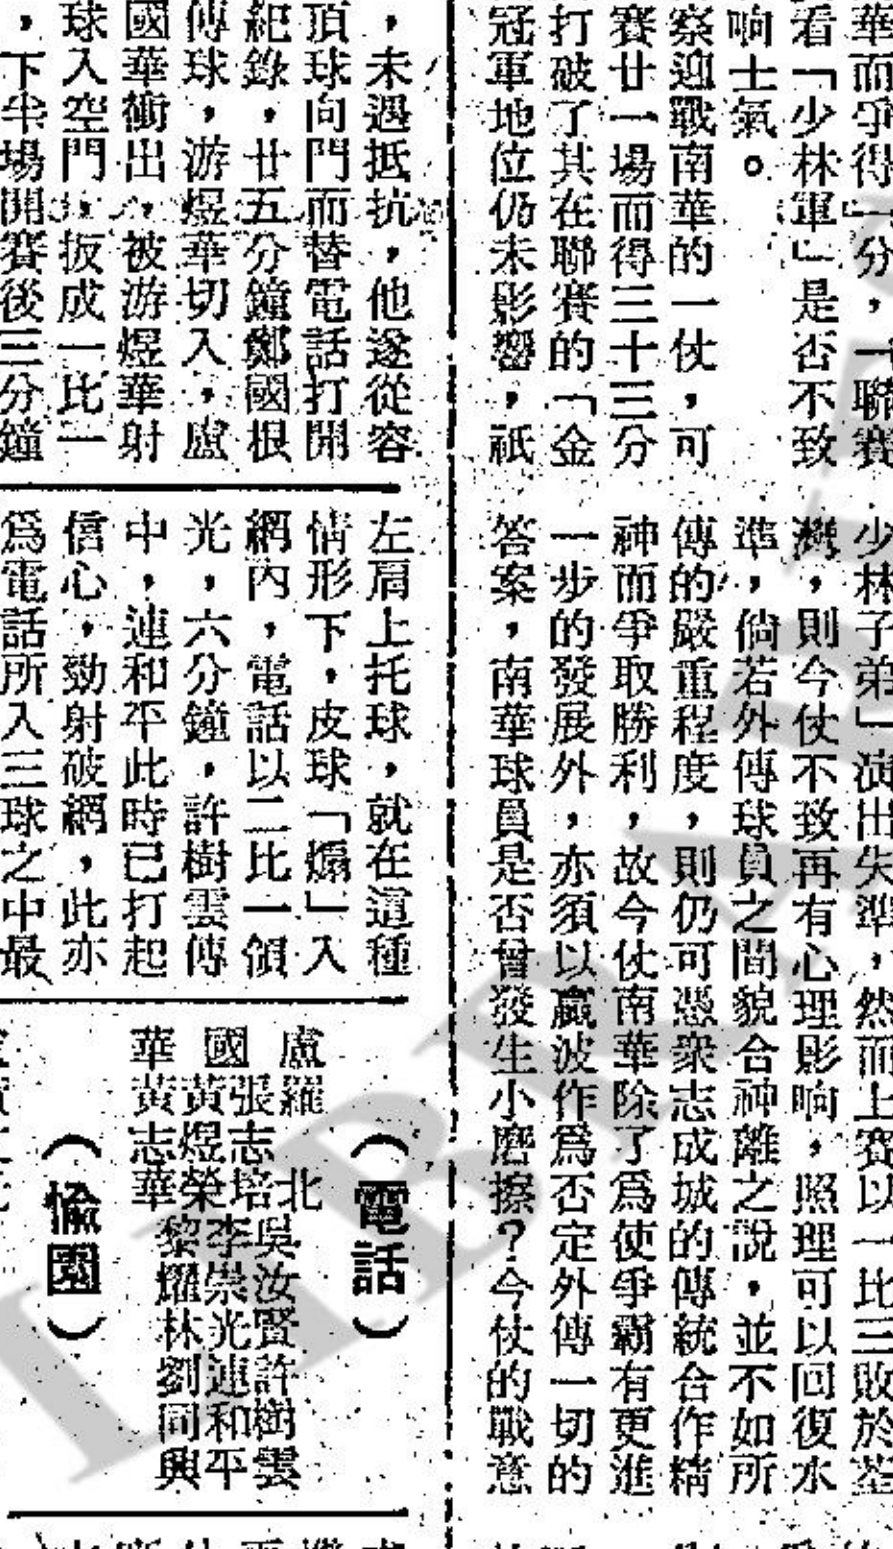 華而爭得一分，「聯賽
看「少林軍」是否不致
响士氣。
察迎戰南華的一仗，可
賽廿一場而得三十三分
打破了其在聯賽的「金
冠軍地位仍未影響，祇
少林子弟」演出失準，然而上賽以一比三敗於荃
灣，則今仗不致再有心理影响，照理可以回復水
準，倘若外傳球員之間貌合神離之說，並不如所
傳的嚴重程度，則仍可憑衆志成城的傳統合作精
神而爭取勝利，故今仗南華除了爲使爭霸有更進
一步的發展外，亦須以贏波作爲否定外傳一切的
答案，南華球員是否曾發生小磨擦？今仗的戰意
，未遇抵抗，他遂從容
頂球向門而替電話打開
紀錄，廿五分鐘鄭國根
傳球，游煜華切入，盧
國華衝出，被游煜華射
球入空門，扳成一比一
，下半場開賽後三分鐘
左肩上托球，就在這種
情形下，皮球「煽」入
網內，電話以二比一領
光，六分鐘，許樹雲傳
中，連和平此時已打起
信心，勁射破網，此亦
爲電話所入三球之中最
（電話）
盧國華
羅北 張志培 黃煜榮 黃志華
吳汝賢 李崇光 黎耀林
許樹雲 連和平 劉同興
（愉園）
LIBRARIES